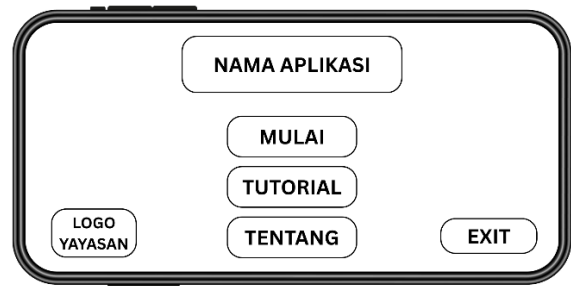 NAMA APLIKASI
MULAI
TUTORIAL
TENTANG
LOGO
YAYASAN
EXIT